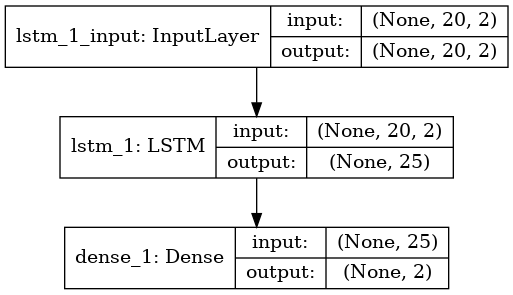 lstm_1_input: InputLayer
input: (None, 20, 2)
output: (None, 20, 2)
lstm_1: LSTM
input: (None, 20, 2)
output: (None, 25)
dense_1: Dense
input: (None, 25)
output: (None, 2)